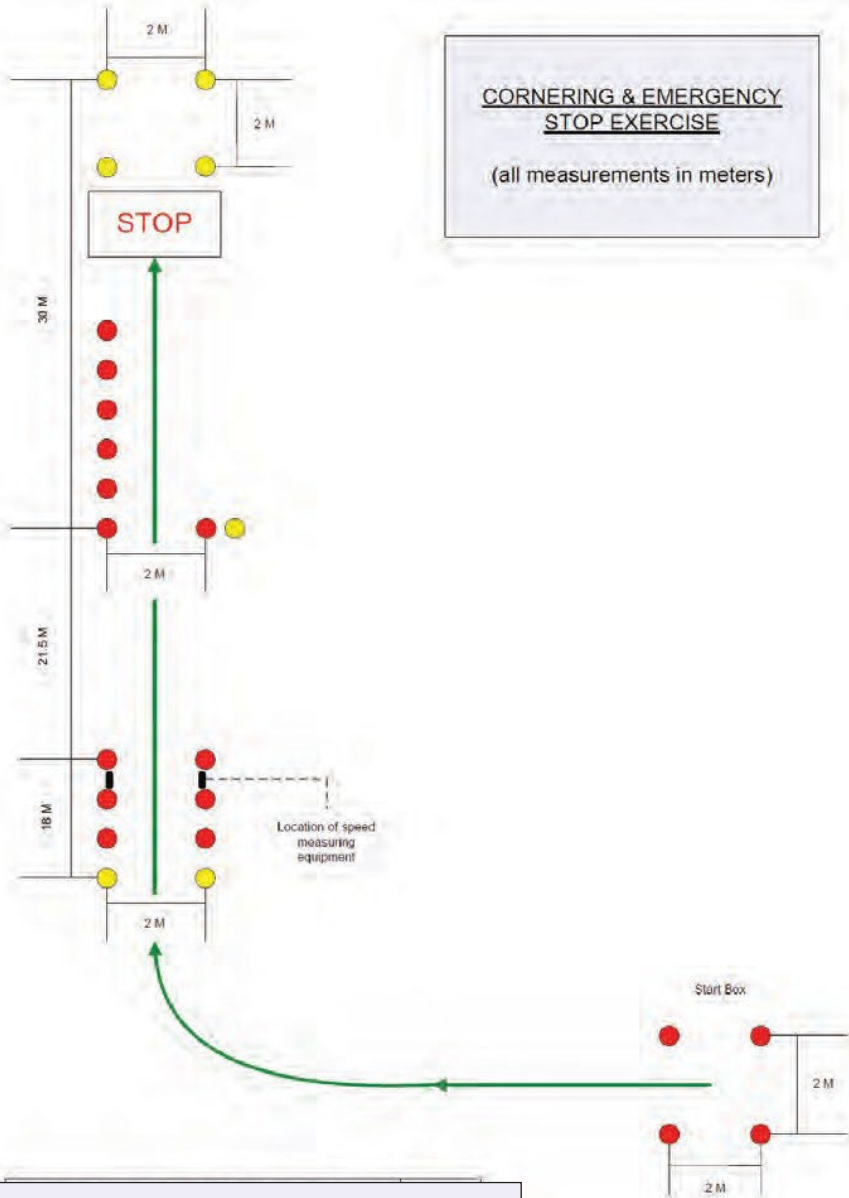 2 M
CORNERING & EMERGENCY
STOP EXERCISE
(all measurements in meters)
2 M
STOP
30 M
2 M
21.5 M
18 M
Location of speed
measuring
equipment
2 M
Start Box
2 M
2 M